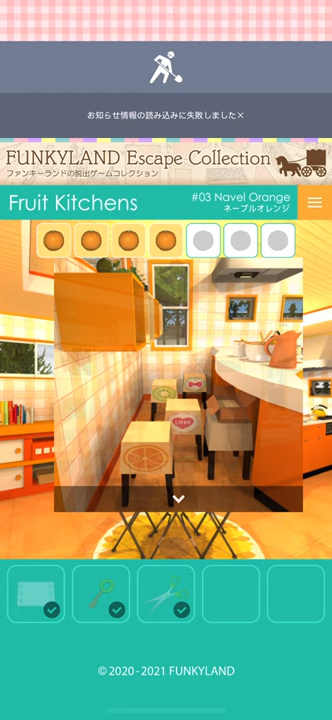 お知らせ情報の読み込みに失敗しました×
FUNKYLAND Escape Collection
ファンキーランドの脱出ゲームコレクション
Fruit Kitchens
#03 Navel Orange
ネーブルオレンジ
LOVE
© 2020 - 2021 FUNKYLAND